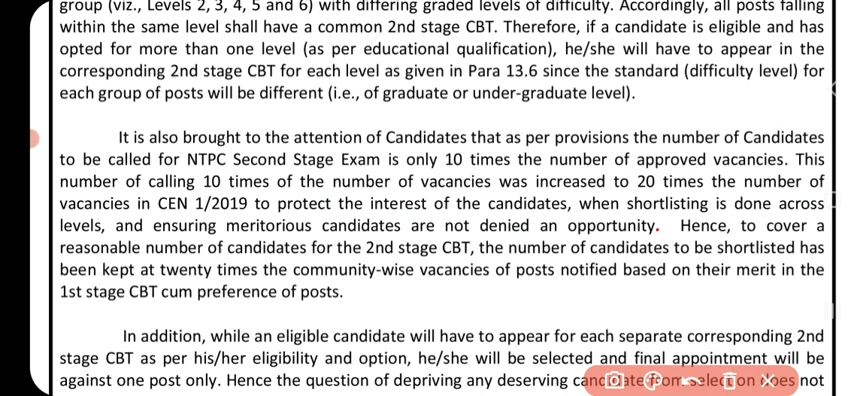 group (viz., Levels 2, 3, 4, 5 and 6) with differing graded levels of difficulty. Accordingly, all posts falling
within the same level shall have a common 2nd stage CBT. Therefore, if a candidate is eligible and has
opted for more than one level (as per educational qualification), he/she will have to appear in the
corresponding 2nd stage CBT for each level as given in Para 13.6 since the standard (difficulty level) for
each group of posts will be different (i.e., of graduate or under-graduate level).
It is also brought to the attention of Candidates that as per provisions the number of Candidates
to be called for NTPC Second Stage Exam is only 10 times the number of approved vacancies. This
number of calling 10 times of the number of vacancies was increased to 20 times the number of
vacancies in CEN 1/2019 to protect the interest of the candidates, when shortlisting is done across
levels, and ensuring meritorious candidates are not denied an opportunity. Hence, to cover a
reasonable number of candidates for the 2nd stage CBT, the number of candidates to be shortlisted has
been kept at twenty times the community-wise vacancies of posts notified based on their merit in the
1st stage CBT cum preference of posts.
In addition, while an eligible candidate will have to appear for each separate corresponding 2nd
stage CBT as per his/her eligibility and option, he/she will be selected and final appointment will be
against one post only. Hence the question of depriving any deserving candidate from selection does not